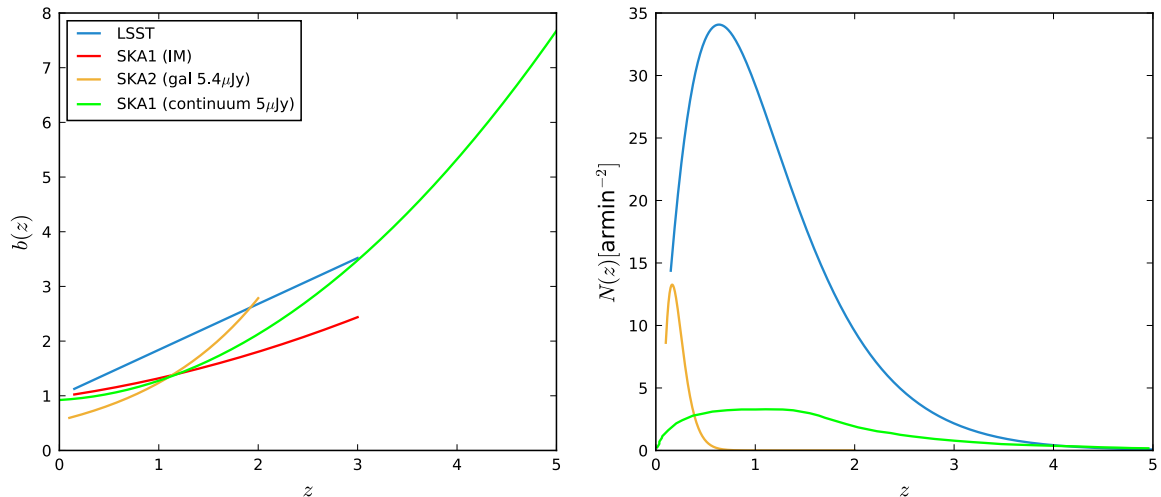 8
7
6
5
4
3
2
1
0
b(z)
LSST
SKA1 (IM)
SKA2 (gal 5.4μJy)
SKA1 (continuum 5μJy)
0 1 2 3 4 5
z
35
30
25
20
15
10
5
0
N(z)[armin⁻²]
0 1 2 3 4 5
z